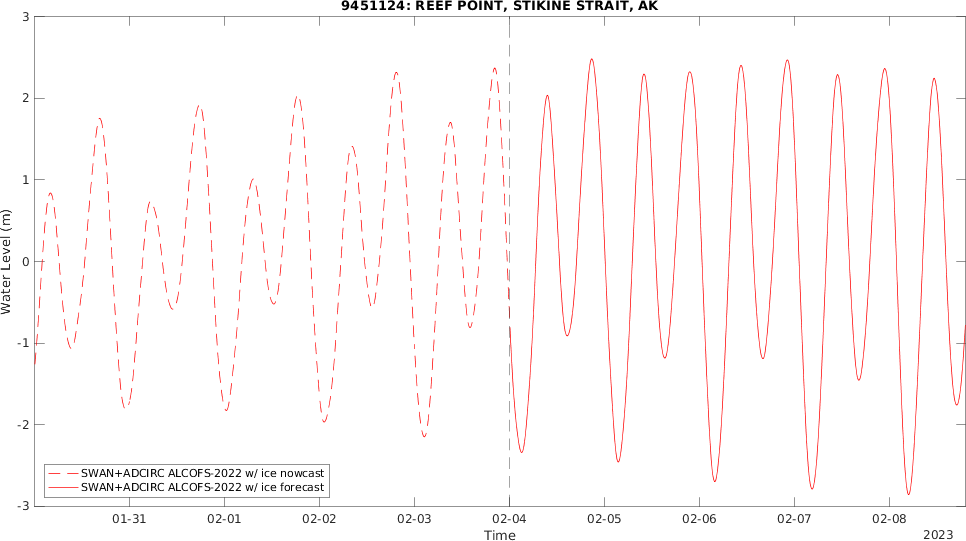 9451124: REEF POINT, STIKINE STRAIT, AK
3
2
1
0
-1
-2
-3
Water Level (m)
SWAN+ADCIRC ALCOFS-2022 w/ ice nowcast
SWAN+ADCIRC ALCOFS-2022 w/ ice forecast
01-31 02-01 02-02 02-03 02-04 02-05 02-06 02-07 02-08
Time
2023